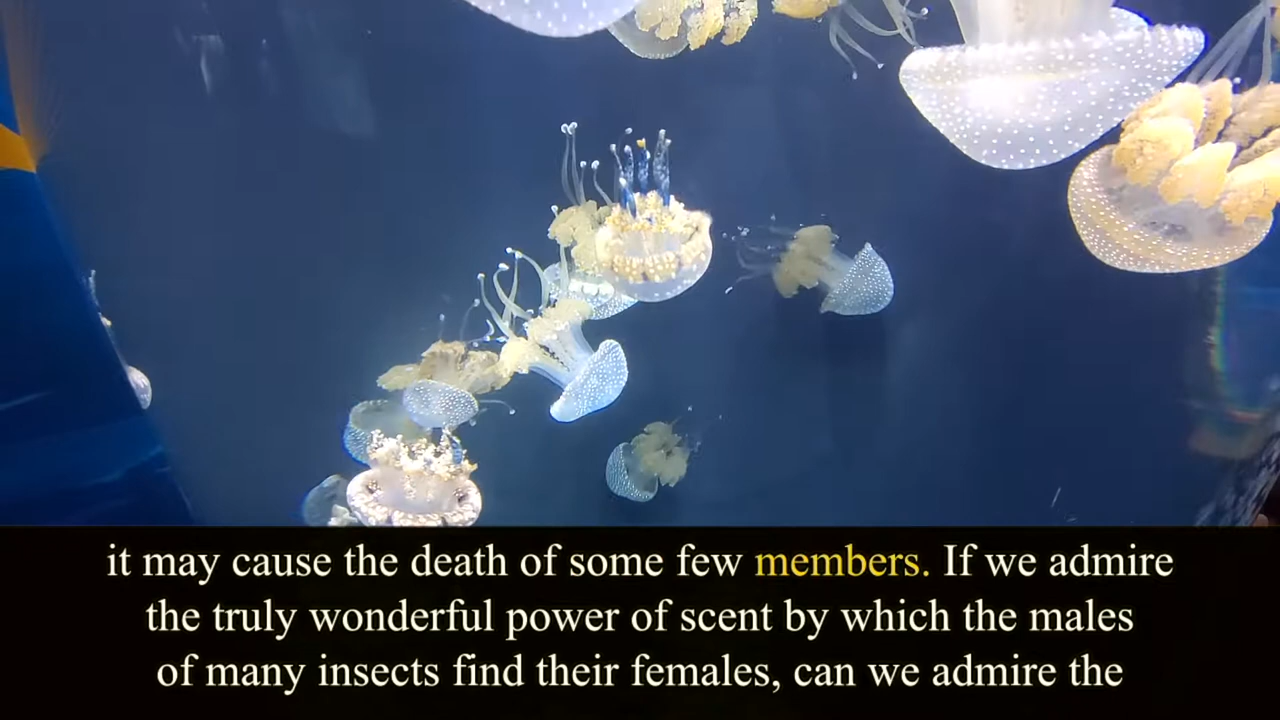 it may cause the death of some few members. If we admire
the truly wonderful power of scent by which the males
of many insects find their females, can we admire the